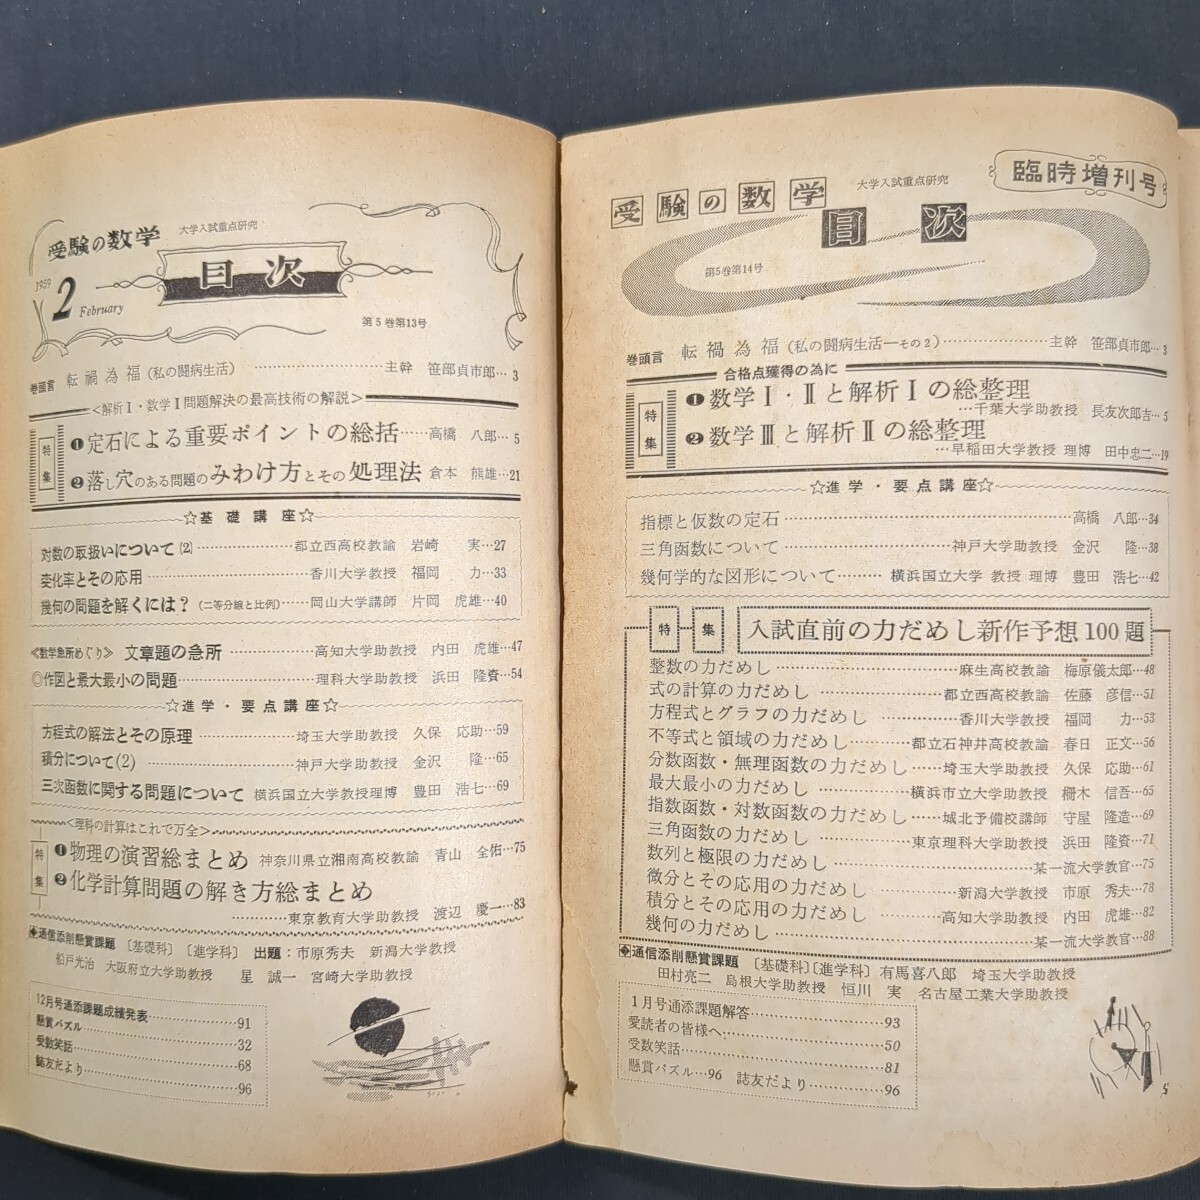 受験の数学 大学入試重点研究
目次
1959
2
February
第5巻第13号
巻頭言 転禍為福(私の闘病生活)………………主幹 笹部貞市郎…3
<解析Ⅰ・数学Ⅰ問題解決の最高技術の解説>
特集
❶定石による重要ポイントの総括……高橋 八郎…5
❷落し穴のある問題のみわけ方とその処理法 倉本 熊雄…21
☆基礎講座☆
対数の取扱いについて(2)………………都立西高校教諭 岩崎 実…27
変化率とその応用………………香川大学教授 福岡 力…33
幾何の問題を解くには?(二等分線と比例)……岡山大学講師 片岡 虎雄…40
≪数学急所めぐり≫ 文章題の急所………………高知大学助教授 内田 虎雄…47
◎作図と最大最小の問題………………理科大学助教授 浜田 隆資…54
☆進学・要点講座☆
方程式の解法とその原理………………埼玉大学助教授 久保 応助…59
積分について(2)………………神戸大学助教授 金沢 隆…65
三次函数に関する問題について 横浜国立大学教授理博 豊田 浩七…69
<理科の計算はこれで万全>
特集
❶物理の演習総まとめ 神奈川県立湘南高校教諭 青山 全佑…75
❷化学計算問題の解き方総まとめ
………………東京教育大学助教授 渡辺 慶一…83
◆通信添削懸賞課題 〔基礎科〕〔進学科〕 出題:市原秀夫 新潟大学教授
船戸光治 大阪府立大学助教授 星 誠一 宮崎大学助教授
12月号通添課題成績発表………………91
懸賞パズル………………32
受数笑話………………68
誌友だより………………96
臨時増刊号
受験の数学 大学入試重点研究
目次
第5巻第14号
巻頭言 転禍為福(私の闘病生活―その2)………………主幹 笹部貞市郎…3
合格点獲得の為に
特集
❶数学Ⅰ・Ⅱと解析Ⅰの総整理
…千葉大学助教授 長友次郎吉…5
❷数学Ⅲと解析Ⅱの総整理
…早稲田大学教授 理博 田中忠二…19
☆進学・要点講座☆
指標と仮数の定石………………高橋 八郎…34
三角函数について………………神戸大学助教授 金沢 隆…38
幾何学的な図形について………横浜国立大学 教授 理博 豊田 浩七…42
特集 入試直前の力だめし新作予想100題
整数の力だめし………………麻生高校教諭 梅原儀太郎…48
式の計算の力だめし………………都立西高校教諭 佐藤 彦信…51
方程式とグラフの力だめし………………香川大学教授 福岡 力…53
不等式と領域の力だめし………都立石神井高校教諭 春日 正文…56
分数函数・無理函数の力だめし……埼玉大学助教授 久保 応助…61
最大最小の力だめし………………横浜市立大学助教授 柵木 信吾…65
指数函数・対数函数の力だめし……城北予備校講師 守屋 隆造…69
三角函数の力だめし………………東京理科大学教授 浜田 隆資…71
数列と極限の力だめし………………某一流大学教官…75
微分とその応用の力だめし………………新潟大学教授 市原 秀夫…78
積分とその応用の力だめし………………高知大学助教授 内田 虎雄…82
幾何の力だめし………………某一流大学教官…88
◆通信添削懸賞課題 〔基礎科〕〔進学科〕有馬喜八郎 埼玉大学助教授
田村亮二 島根大学助教授 恒川 実 名古屋工業大学助教授
1月号通添課題解答………………93
愛読者の皆様へ………………50
受数笑話………………81
懸賞パズル…96 誌友だより………………96
5